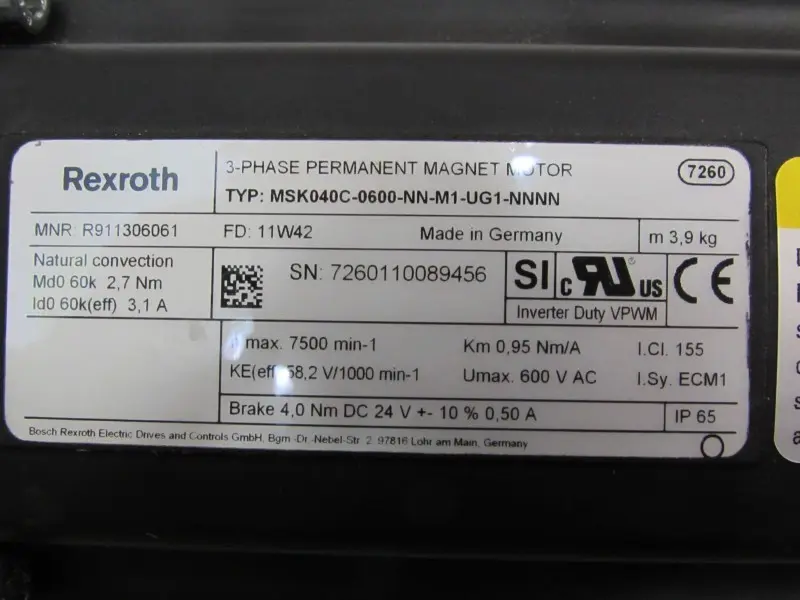 Rexroth
3-PHASE PERMANENT MAGNET MOTOR
7260
TYP: MSK040C-0600-NN-M1-UG1-NNNN
MNR: R911306061
FD: 11W42
Made in Germany
m 3,9 kg
Natural convection
Md0 60k 2,7 Nm
Id0 60k(eff) 3,1 A
SN: 7260110089456
SI
c RU US
CE
Inverter Duty VPWM
max. 7500 min-1
Km 0,95 Nm/A
I.Cl. 155
KE(eff 58,2 V/1000 min-1
Umax. 600 V AC
I.Sy. ECM1
Brake 4,0 Nm DC 24 V +- 10 % 0,50 A
IP 65
Bosch Rexroth Electric Drives and Controls GmbH, Bgm.-Dr.-Nebel-Str. 2, 97816 Lohr am Main, Germany